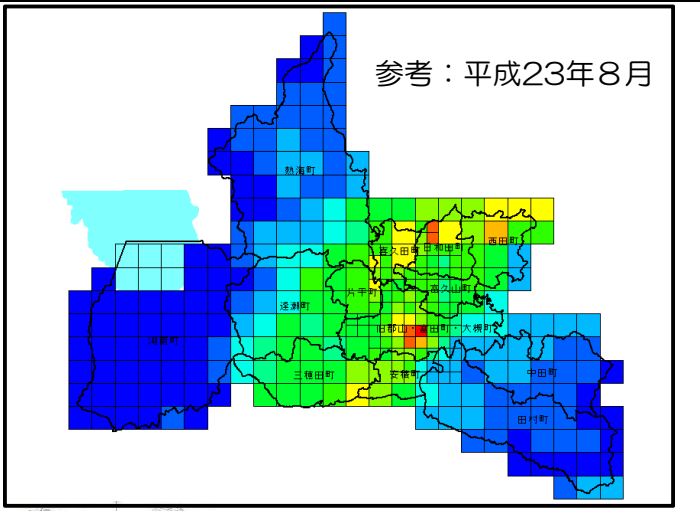 参考：平成23年８月
熱海町
西田町
喜久田町
日和田町
富久山町
片平町
逢瀬町
旧郡山・富田町・大槻町
湖南町
三穂田町
安積町
中田町
田村町